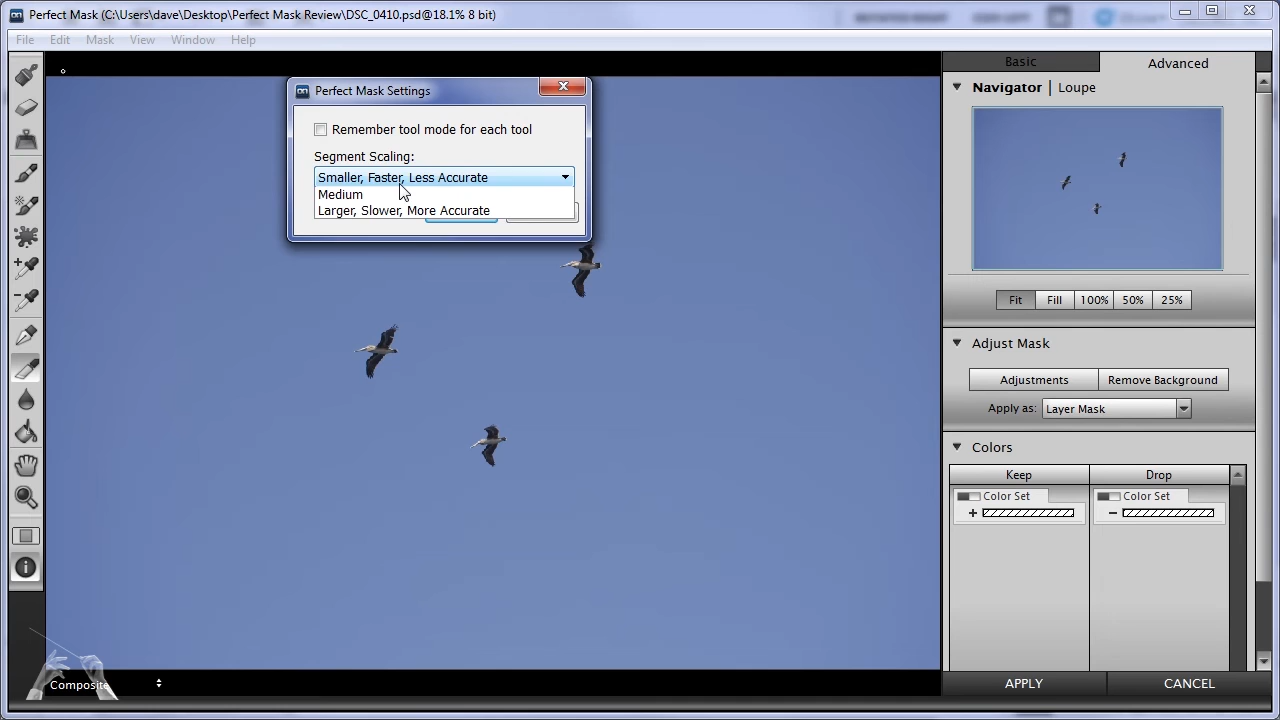 Perfect Mask (C:\Users\dave\Desktop\Perfect Mask Review\DSC_0410.psd@18.1% 8 bit)
File Edit Mask View Window Help
Perfect Mask Settings
Remember tool mode for each tool
Segment Scaling:
Smaller, Faster, Less Accurate
Medium
Larger, Slower, More Accurate
Basic Advanced
Navigator | Loupe
Fit Fill 100% 50% 25%
Adjust Mask
Adjustments Remove Background
Apply as: Layer Mask
Colors
Keep Drop
Color Set Color Set
Composite
APPLY CANCEL